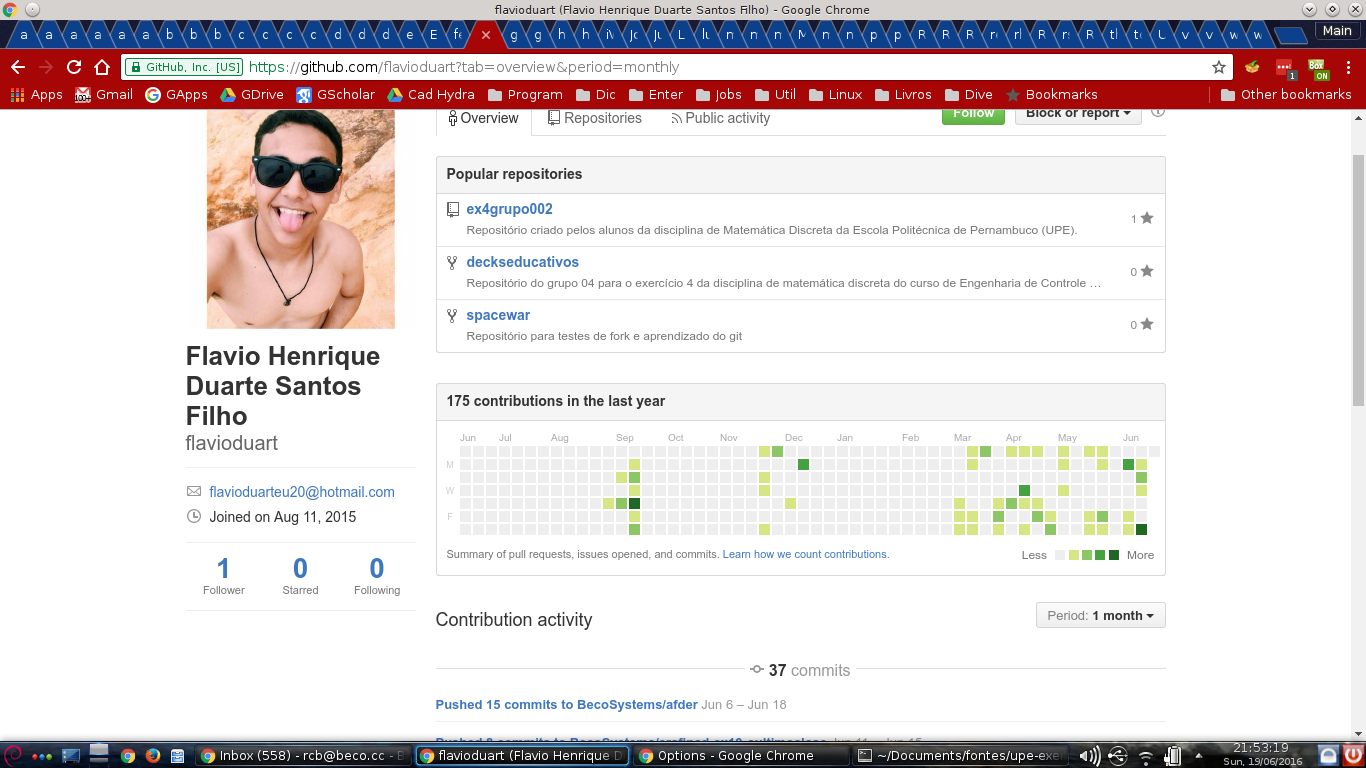 flavioduart (Flavio Henrique Duarte Santos Filho) - Google Chrome
a a a a a a b b b c c c d d d e E fe g g h h Jc Ju L lu n n n M n n p p R R R re rl R rs R tl te U v v w w Main
GitHub, Inc. [US] https://github.com/flavioduart?tab=overview&period=monthly
Apps Gmail GApps GDrive GScholar Cad Hydra Program Dic Enter Jobs Util Linux Livros Dive Bookmarks Other bookmarks
Overview Repositories Public activity Follow Block or report
Popular repositories
ex4grupo002
1
Repositório criado pelos alunos da disciplina de Matemática Discreta da Escola Politécnica de Pernambuco (UPE).
deckseducativos
0
Repositório do grupo 04 para o exercício 4 da disciplina de matemática discreta do curso de Engenharia de Controle …
spacewar
0
Repositório para testes de fork e aprendizado do git
Flavio Henrique
Duarte Santos
Filho
flavioduart
flavioduarteu20@hotmail.com
Joined on Aug 11, 2015
1 0 0
Follower Starred Following
175 contributions in the last year
Jun Jul Aug Sep Oct Nov Dec Jan Feb Mar Apr May Jun
M
W
F
Summary of pull requests, issues opened, and commits. Learn how we count contributions.
Less More
Contribution activity
Period: 1 month
37 commits
Pushed 15 commits to BecoSystems/afder Jun 6 – Jun 18
Inbox (558) - rcb@beco.cc - B
flavioduart (Flavio Henrique D
Options - Google Chrome
~/Documents/fontes/upe-exe
21:53:19
Sun, 19/06/2016